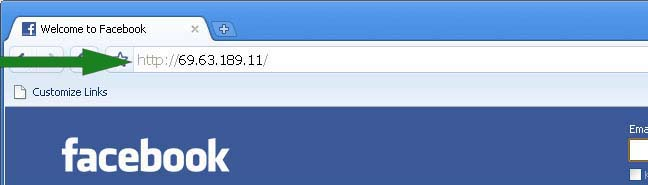 Welcome to Facebook
http://69.63.189.11/
Customize Links
facebook
Ema